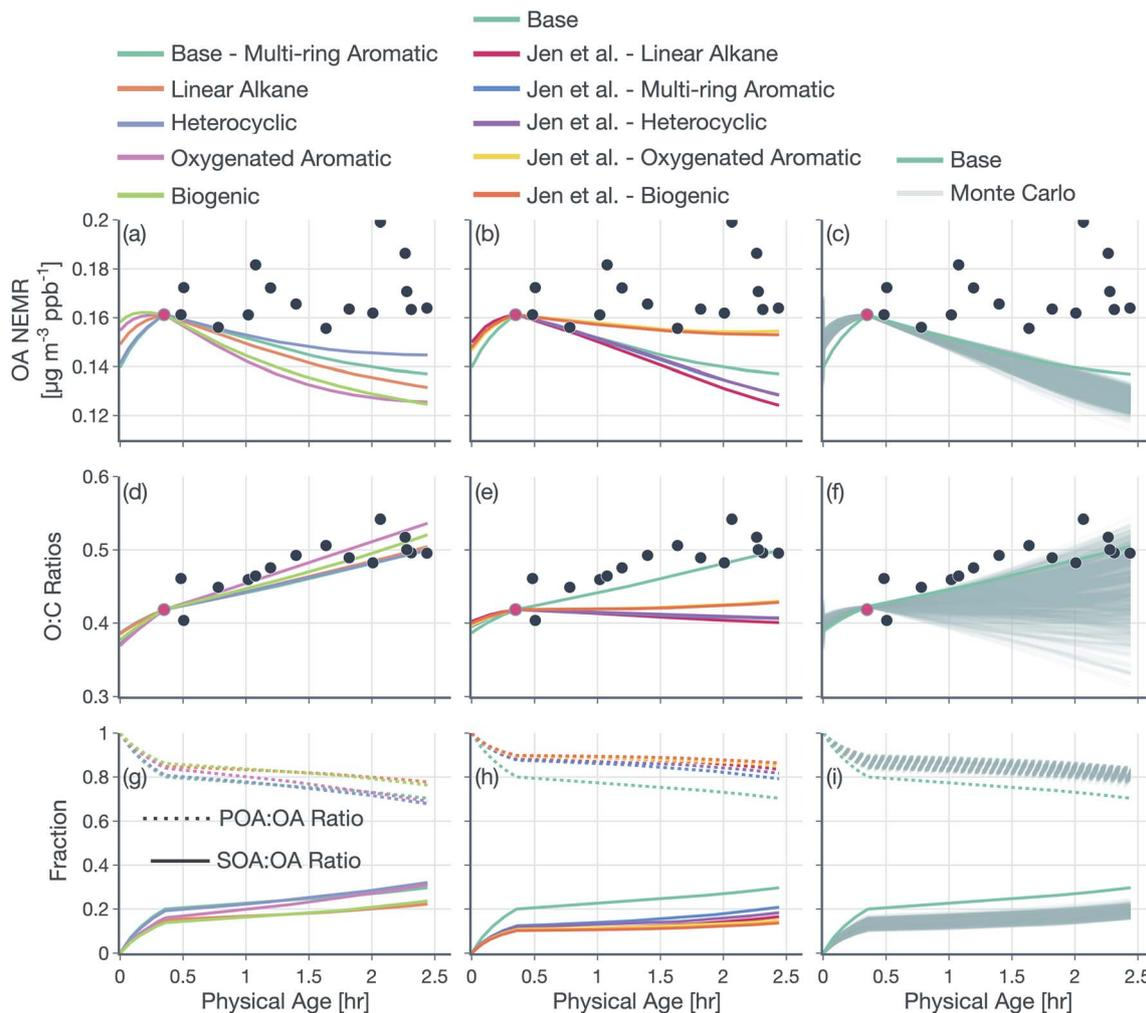 Base
Base - Multi-ring Aromatic
Jen et al. - Linear Alkane
Linear Alkane
Jen et al. - Multi-ring Aromatic
Heterocyclic
Jen et al. - Heterocyclic
Oxygenated Aromatic
Jen et al. - Oxygenated Aromatic
Base
Biogenic
Jen et al. - Biogenic
Monte Carlo
0.2
(a)
(b)
(c)
0.18
0.16
0.14
0.12
OA NEMR
[µg m⁻³ ppb⁻¹]
0.6
(d)
(e)
(f)
0.5
0.4
0.3
O:C Ratios
1
(g)
(h)
(i)
0.8
POA:OA Ratio
0.6
SOA:OA Ratio
0.4
0.2
0
Fraction
0 0.5 1 1.5 2 2.5 0 0.5 1 1.5 2 2.5 0 0.5 1 1.5 2 2.5
Physical Age [hr] Physical Age [hr] Physical Age [hr]